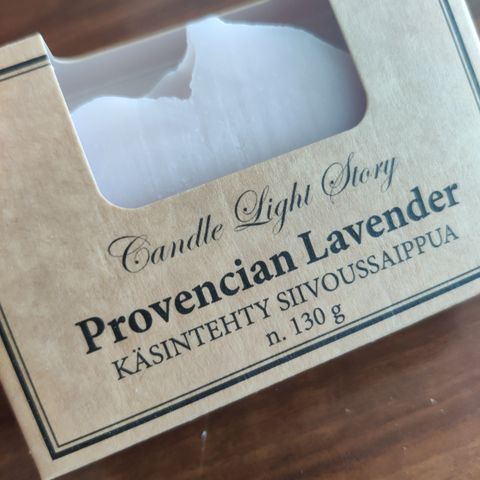 Candle Light Story
Provencian Lavender
KÄSINTEHTY SIIVOUSSAIPPUA
n. 130 g